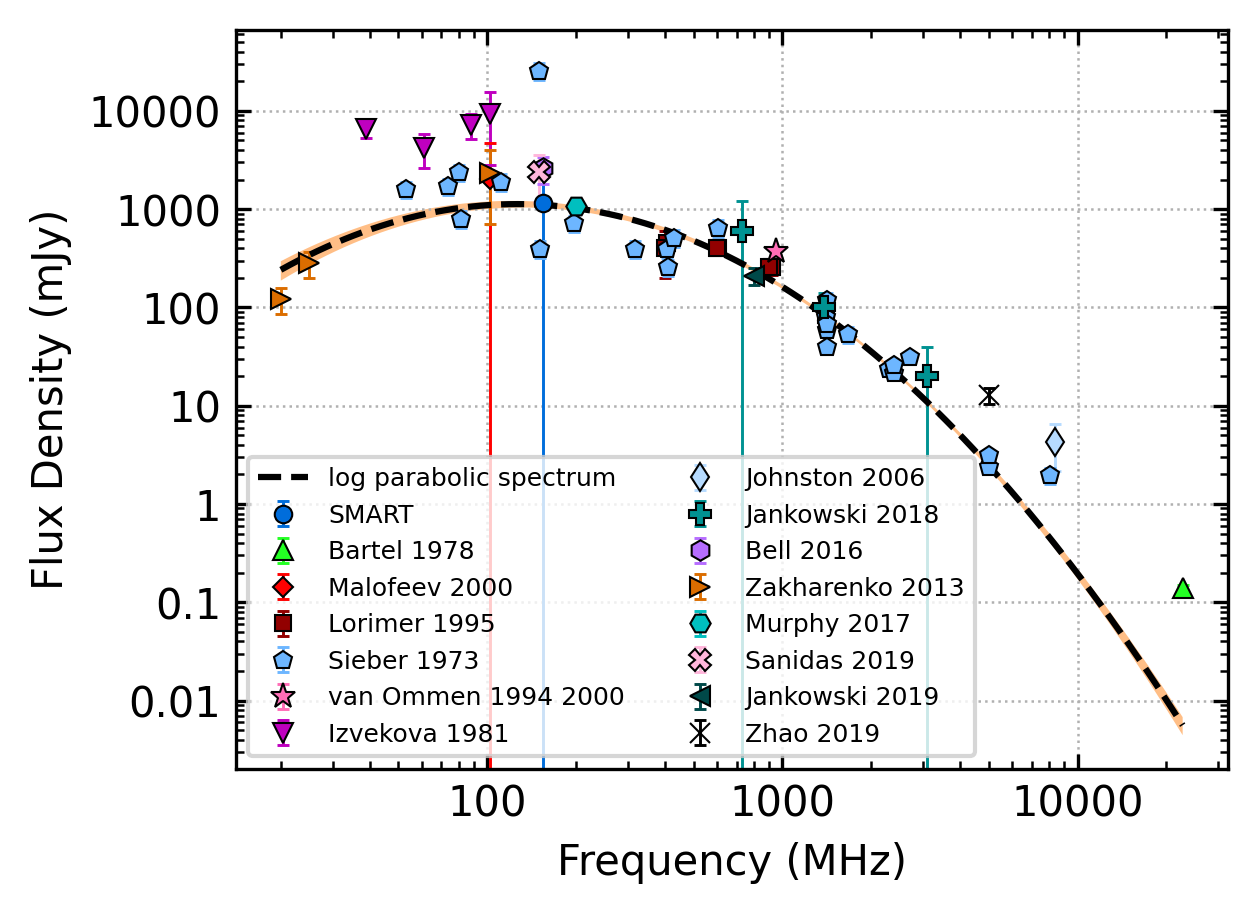 10000
1000
100
10
1
0.1
0.01
Flux Density (mJy)
log parabolic spectrum
SMART
Bartel 1978
Malofeev 2000
Lorimer 1995
Sieber 1973
van Ommen 1994 2000
Izvekova 1981
Johnston 2006
Jankowski 2018
Bell 2016
Zakharenko 2013
Murphy 2017
Sanidas 2019
Jankowski 2019
Zhao 2019
100
1000
10000
Frequency (MHz)